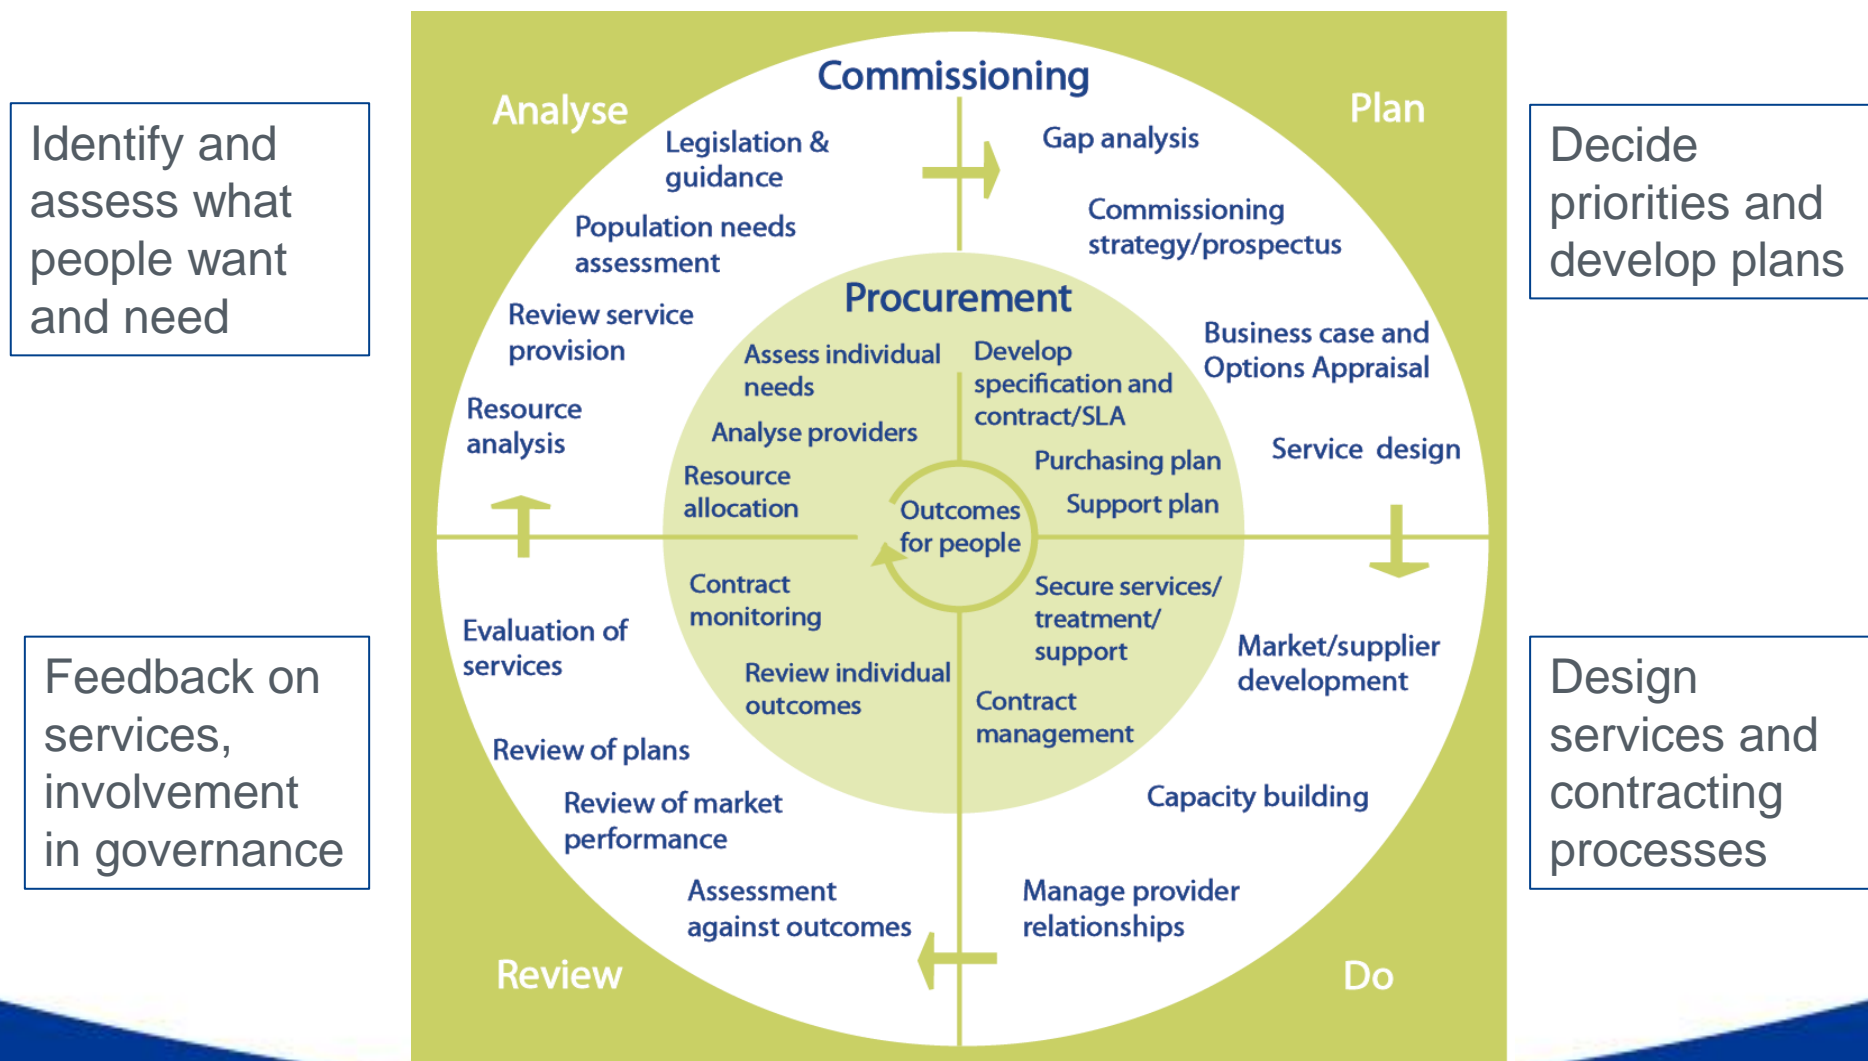 Commissioning
Analyse
Plan
Identify and
assess what
people want
and need
Legislation &
guidance
Population needs
assessment
Review service
provision
Resource
analysis
Gap analysis
Commissioning
strategy/prospectus
Business case and
Options Appraisal
Service design
Decide
priorities and
develop plans
Procurement
Assess individual
needs
Analyse providers
Resource
allocation
Develop
specification and
contract/SLA
Purchasing plan
Support plan
Outcomes
for people
Contract
monitoring
Review individual
outcomes
Secure services/
treatment/
support
Contract
management
Feedback on
services,
involvement
in governance
Evaluation of
services
Review of plans
Review of market
performance
Assessment
against outcomes
Market/supplier
development
Capacity building
Manage provider
relationships
Design
services and
contracting
processes
Review
Do